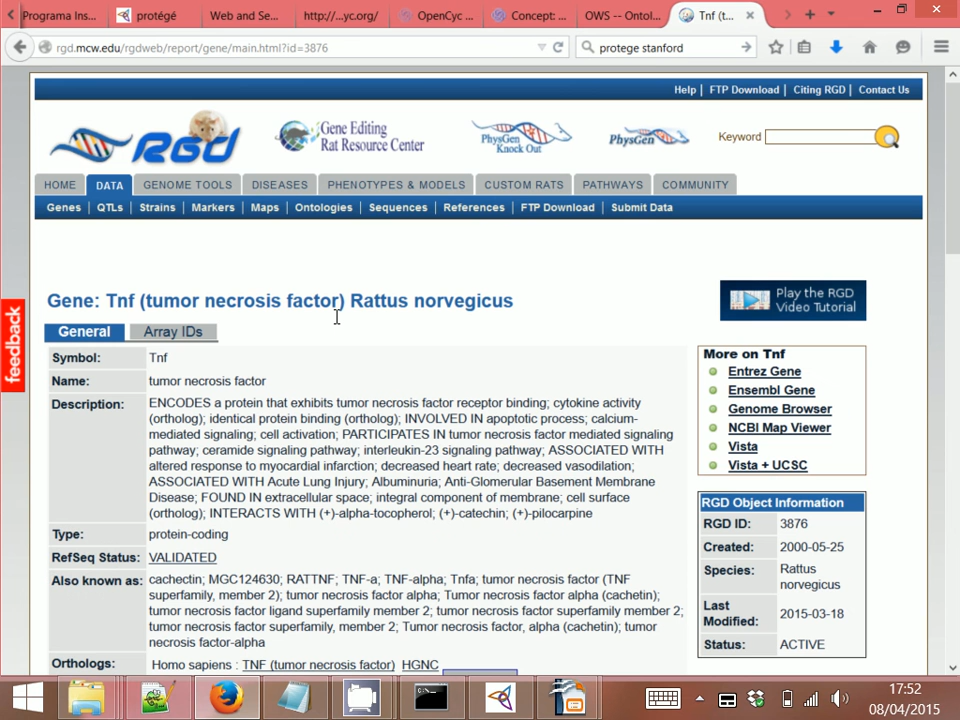 Programa Ins...
protégé
Web and Se...
http://...yc.org/
OpenCyc ...
Concept: ...
OWS -- Ontol...
Tnf (t...
rgd.mcw.edu/rgdweb/report/gene/main.html?id=3876
protege stanford
Help | FTP Download | Citing RGD | Contact Us
RGD
Gene Editing
Rat Resource Center
PhysGen
Knock Out
PhysGen
Keyword
HOME DATA GENOME TOOLS DISEASES PHENOTYPES & MODELS CUSTOM RATS PATHWAYS COMMUNITY
Genes QTLs Strains Markers Maps Ontologies Sequences References FTP Download Submit Data
feedback
Gene: Tnf (tumor necrosis factor) Rattus norvegicus
Play the RGD
Video Tutorial
General Array IDs
Symbol: Tnf
Name: tumor necrosis factor
Description: ENCODES a protein that exhibits tumor necrosis factor receptor binding; cytokine activity
(ortholog); identical protein binding (ortholog); INVOLVED IN apoptotic process; calcium-
mediated signaling; cell activation; PARTICIPATES IN tumor necrosis factor mediated signaling
pathway; ceramide signaling pathway; interleukin-23 signaling pathway; ASSOCIATED WITH
altered response to myocardial infarction; decreased heart rate; decreased vasodilation;
ASSOCIATED WITH Acute Lung Injury; Albuminuria; Anti-Glomerular Basement Membrane
Disease; FOUND IN extracellular space; integral component of membrane; cell surface
(ortholog); INTERACTS WITH (+)-alpha-tocopherol; (+)-catechin; (+)-pilocarpine
Type: protein-coding
RefSeq Status: VALIDATED
Also known as: cachectin; MGC124630; RATTNF; TNF-a; TNF-alpha; Tnfa; tumor necrosis factor (TNF
superfamily, member 2); tumor necrosis factor alpha; Tumor necrosis factor alpha (cachetin);
tumor necrosis factor ligand superfamily member 2; tumor necrosis factor superfamily member 2;
tumor necrosis factor superfamily, member 2; Tumor necrosis factor, alpha (cachetin); tumor
necrosis factor-alpha
Orthologs: Homo sapiens : TNF (tumor necrosis factor) HGNC
More on Tnf
Entrez Gene
Ensembl Gene
Genome Browser
NCBI Map Viewer
Vista
Vista + UCSC
RGD Object Information
RGD ID: 3876
Created: 2000-05-25
Species: Rattus
norvegicus
Last
Modified: 2015-03-18
Status: ACTIVE
17:52
08/04/2015